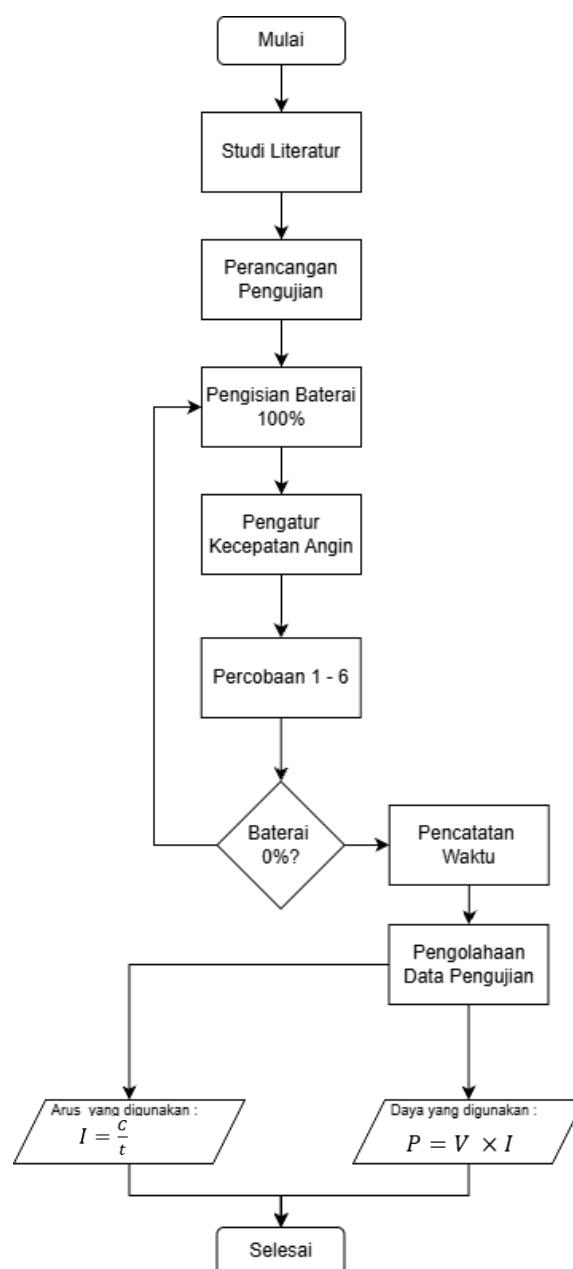 Mulai
Studi Literatur
Perancangan
Pengujian
Pengisian Baterai
100%
Pengatur
Kecepatan Angin
Percobaan 1 - 6
Baterai
0%?
Pencatatan
Waktu
Pengolahaan
Data Pengujian
Arus yang digunakan :
I = C/t
Daya yang digunakan :
P = V × I
Selesai